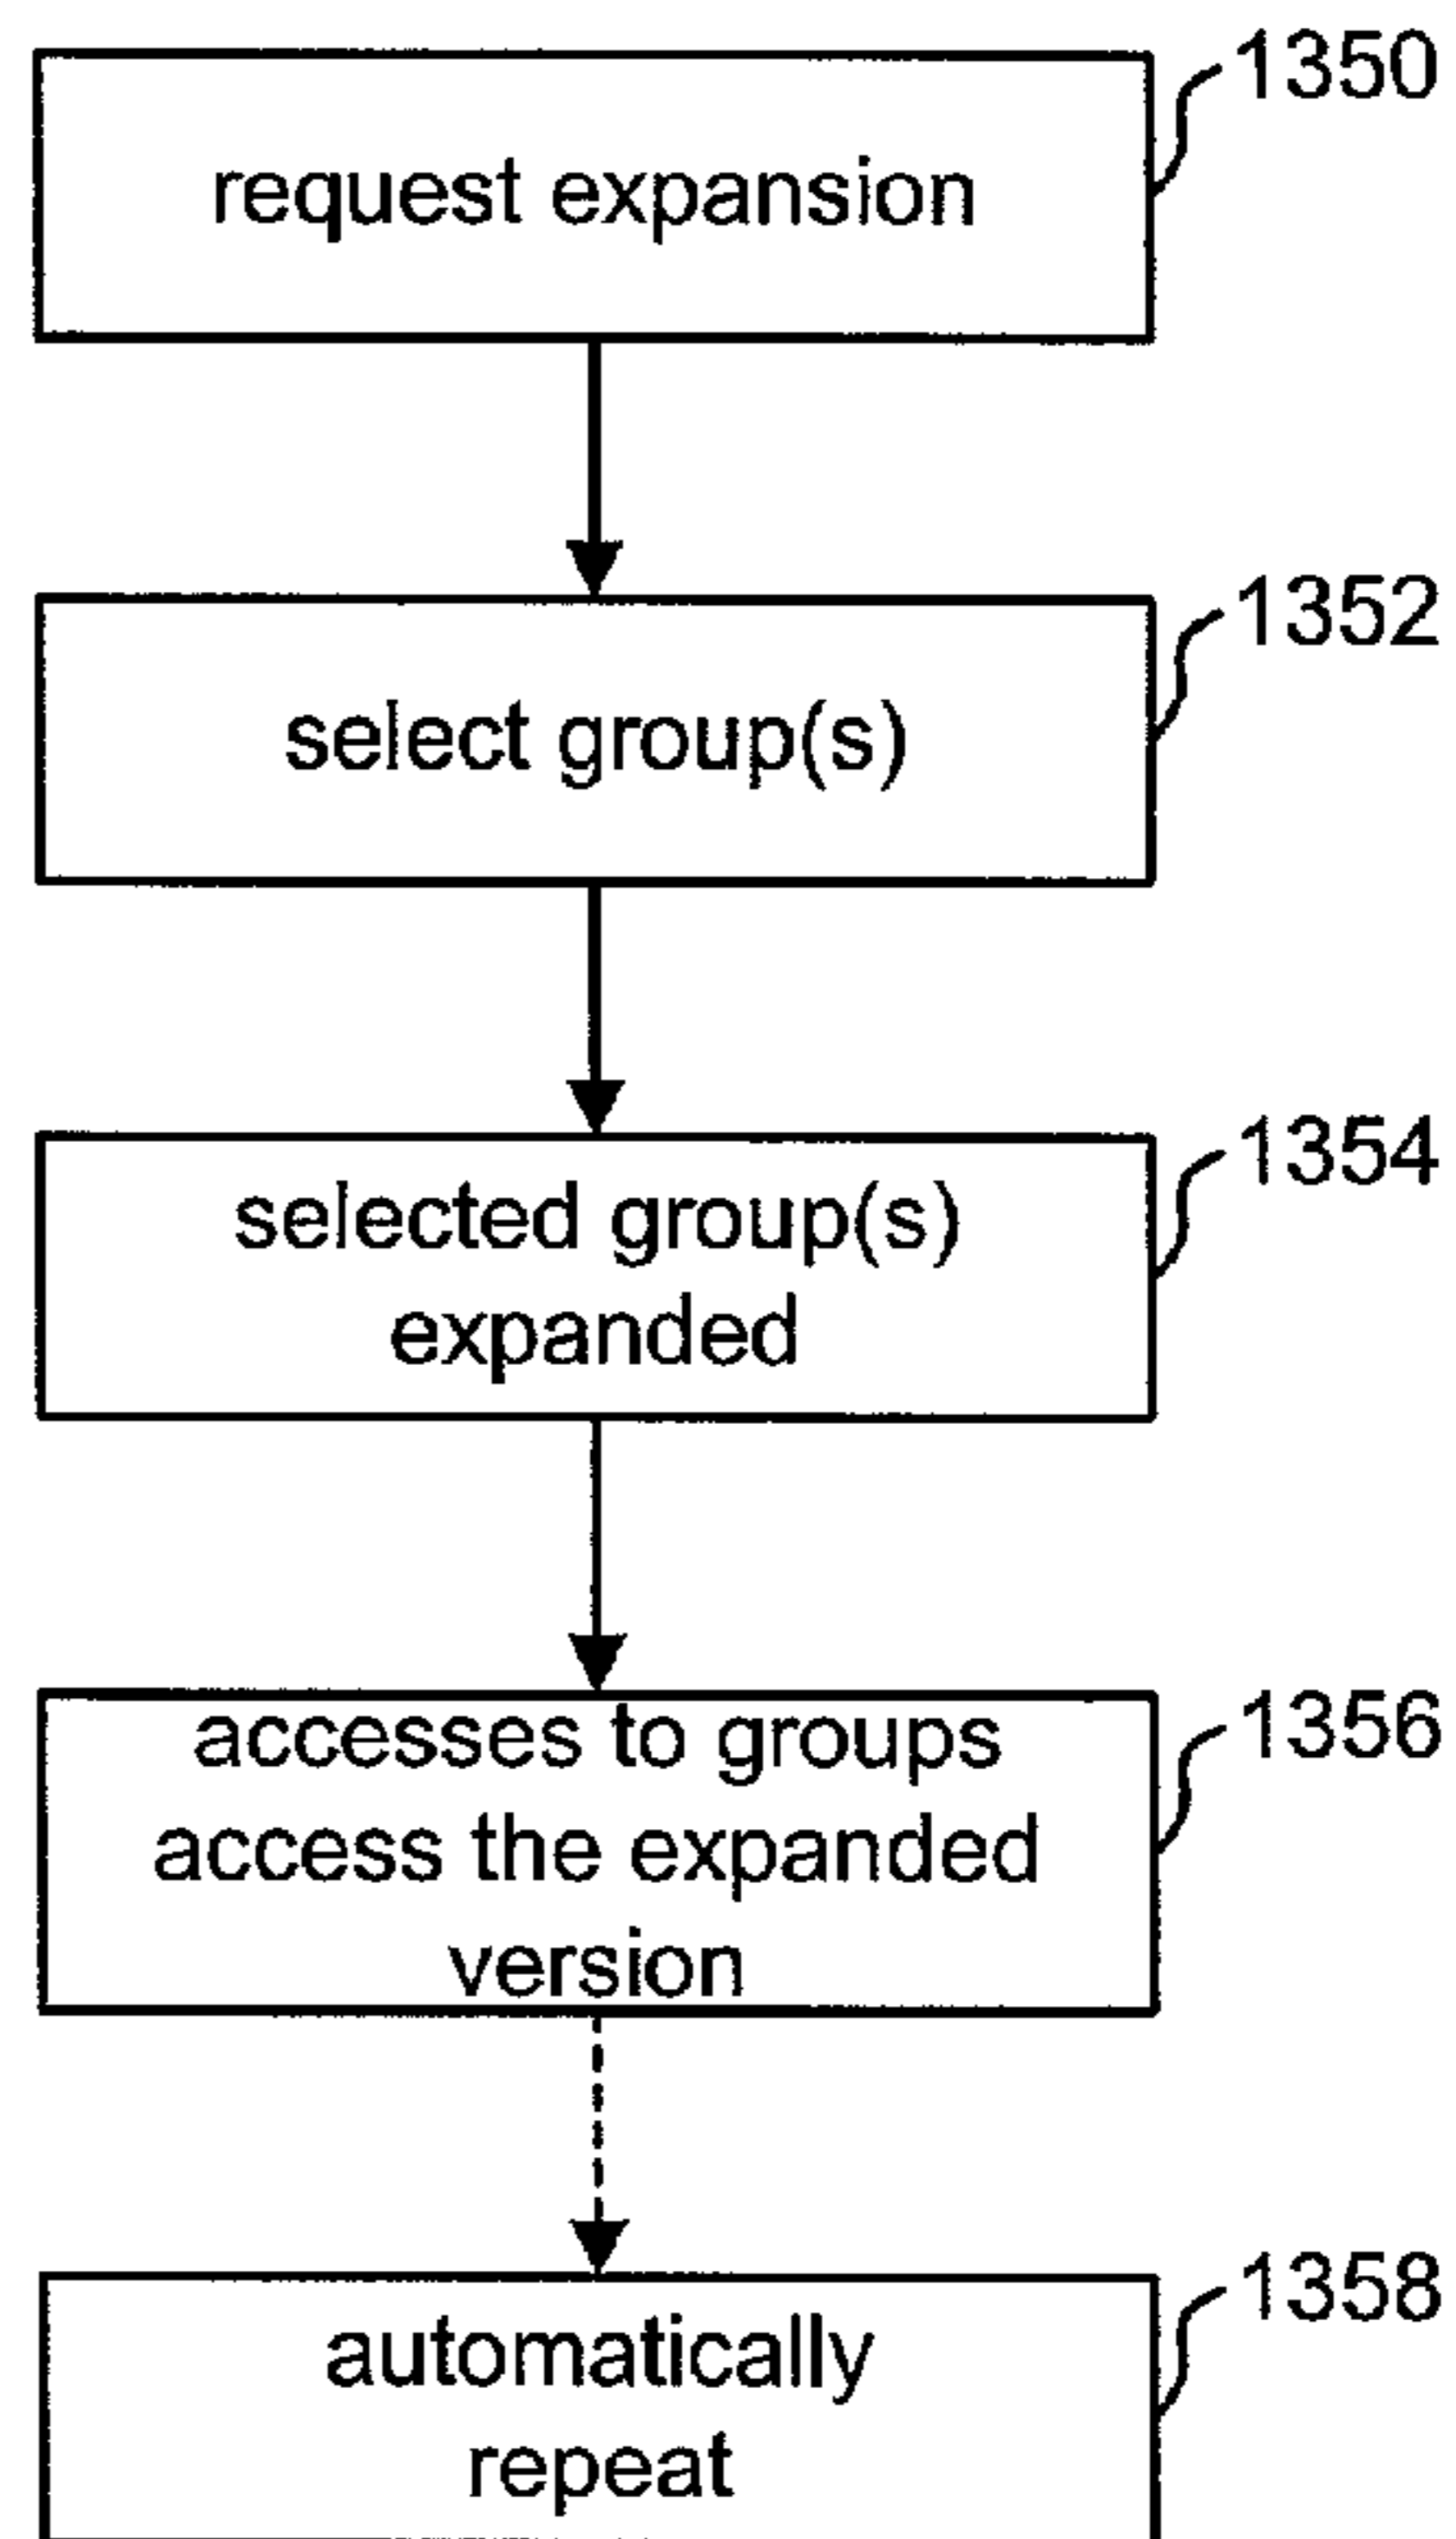 1350
request expansion
1352
select group(s)
1354
selected group(s)
expanded
1356
accesses to groups
access the expanded
version
1358
automatically
repeat